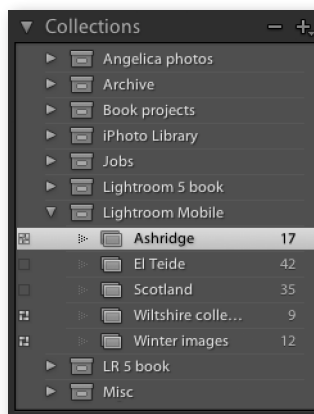 Collections
Angelica photos
Archive
Book projects
iPhoto Library
Jobs
Lightroom 5 book
Lightroom Mobile
Ashridge 17
El Teide 42
Scotland 35
Wiltshire colle... 9
Winter images 12
LR 5 book
Misc